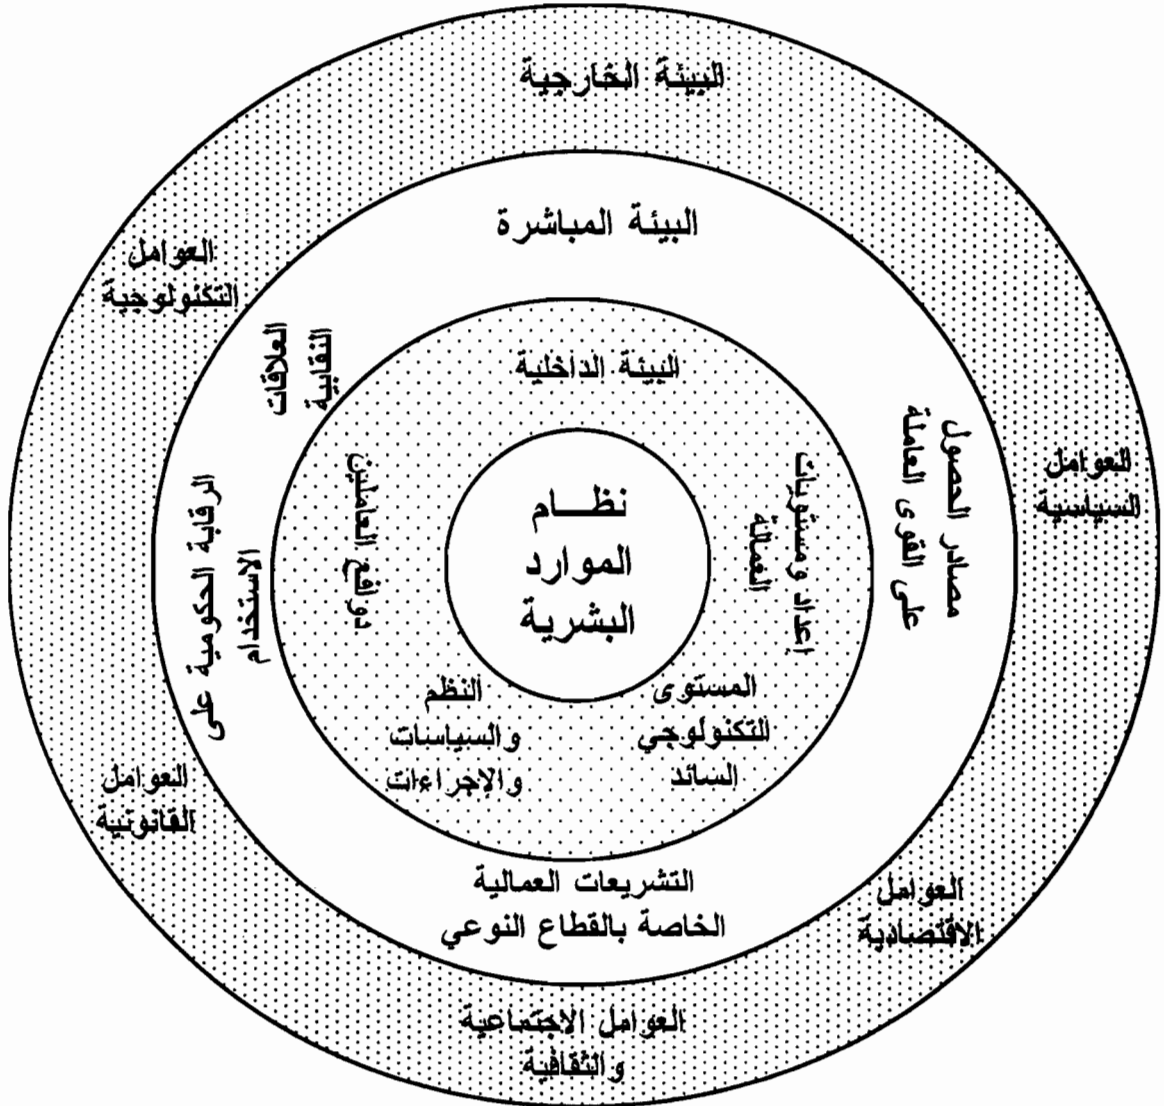 البيئة الخارجية
العوامل
التكنولوجية
العوامل
السياسية
العوامل
القانونية
العوامل
الاقتصادية
العوامل الاجتماعية
والثقافية
البيئة المباشرة
العلاقات
النقابية
مصادر الحصول
على القوى العاملة
الرقابة الحكومية على
الاستخدام
التشريعات العمالية
الخاصة بالقطاع النوعي
البيئة الداخلية
دوافع العاملين
اعداد ومستويات
العمالة
النظم
والسياسات
والإجراءات
المستوى
التكنولوجي
السائد
نظـــام
الموارد
البشرية